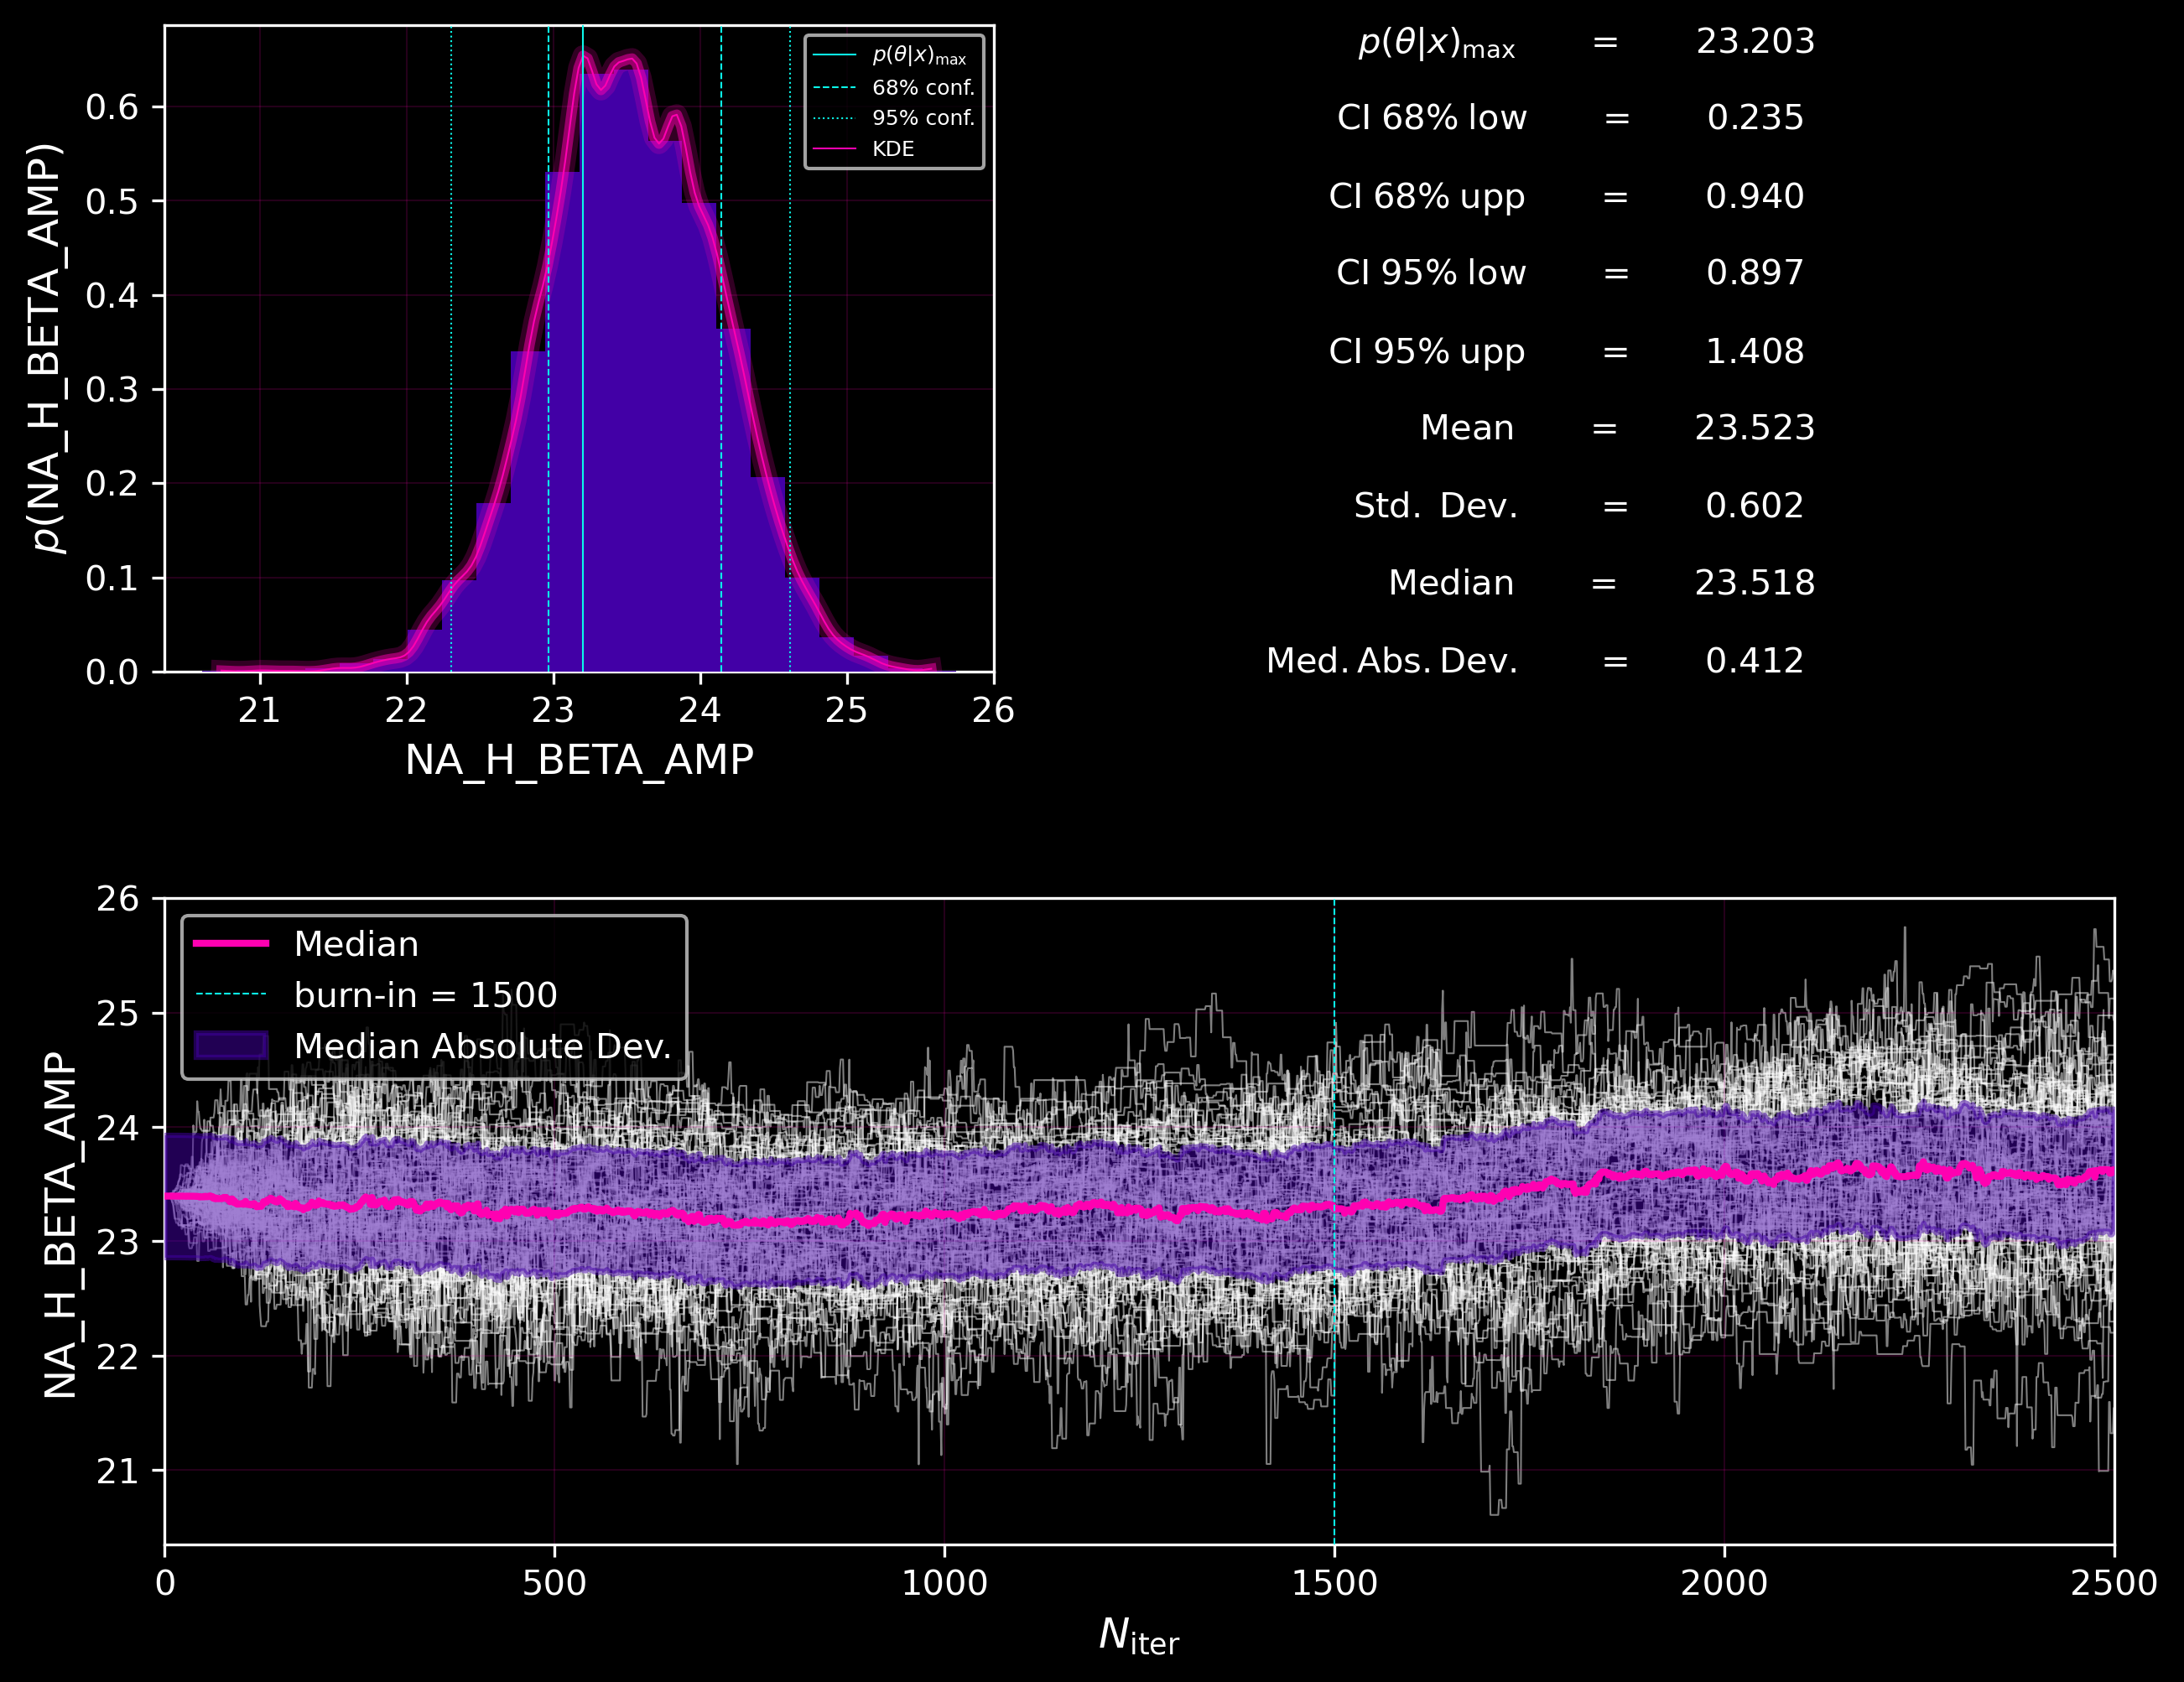 p(NA_H_BETA_AMP)
0.6
0.5
0.4
0.3
0.2
0.1
0.0
21 22 23 24 25 26
NA_H_BETA_AMP
p(θ|x)max
68% conf.
95% conf.
KDE
p(θ|x)max = 23.203
CI 68% low = 0.235
CI 68% upp = 0.940
CI 95% low = 0.897
CI 95% upp = 1.408
Mean = 23.523
Std. Dev. = 0.602
Median = 23.518
Med. Abs. Dev. = 0.412
NA_H_BETA_AMP
26
25
24
23
22
21
Median
burn-in = 1500
Median Absolute Dev.
0 500 1000 1500 2000 2500
Niter